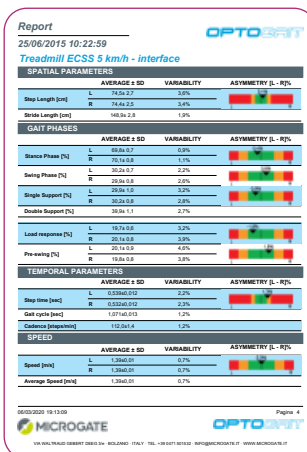 Report
OPTOGAIT
25/06/2015 10:22:59
Treadmill ECSS 5 km/h - interface
SPATIAL PARAMETERS
AVERAGE ± SD VARIABILITY ASYMMETRY [L - R]%
Step Length [cm] L 74,5± 2,7 3,6%
R 74,4± 2,5 3,4%
Stride Length [cm] 148,9± 2,8 1,9%
GAIT PHASES
AVERAGE ± SD VARIABILITY ASYMMETRY [L - R]%
Stance Phase [%] L 69,8± 0,7 0,9%
R 70,1± 0,8 1,1%
Swing Phase [%] L 30,2± 0,7 2,2%
R 29,9± 0,8 2,6%
Single Support [%] L 29,9± 1,0 3,2%
R 30,2± 0,8 2,8%
Double Support [%] 39,9± 1,1 2,7%
Load response [%] L 19,7± 0,6 3,2%
R 20,1± 0,8 3,9%
Pre-swing [%] L 20,1± 0,9 4,6%
R 19,8± 0,8 3,8%
TEMPORAL PARAMETERS
AVERAGE ± SD VARIABILITY ASYMMETRY [L - R]%
Step time [sec] L 0,539±0,012 2,2%
R 0,532±0,012 2,3%
Gait cycle [sec] 1,071±0,013 1,2%
Cadence [steps/min] 112,0±1,4 1,2%
SPEED
AVERAGE ± SD VARIABILITY ASYMMETRY [L - R]%
Speed [m/s] L 1,39±0,01 0,7%
R 1,39±0,01 0,7%
Average Speed [m/s] 1,39±0,01 0,7%
06/03/2020 19:13:09 Pagina 4
MICROGATE OPTOGAIT